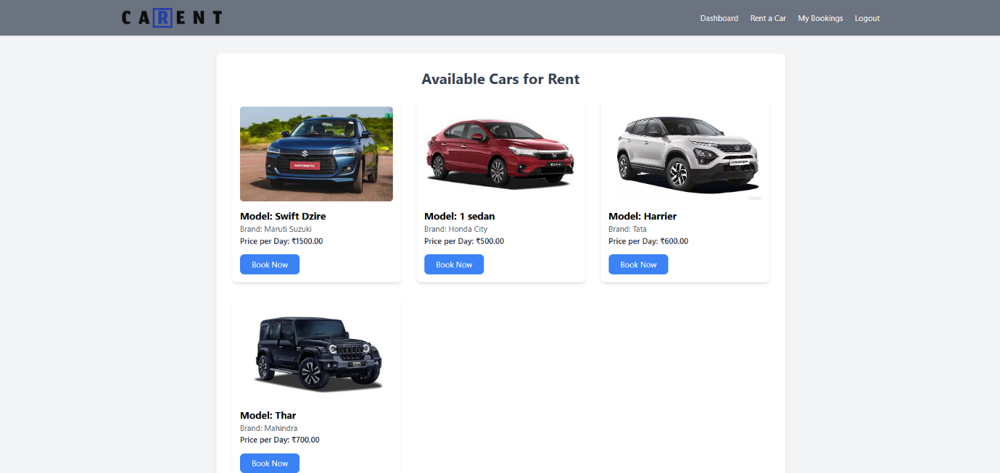 CARENT
Dashboard Rent a Car My Bookings Logout
Available Cars for Rent
Model: Swift Dzire
Brand: Maruti Suzuki
Price per Day: ₹1500.00
Book Now
CITY
Model: 1 sedan
Brand: Honda City
Price per Day: ₹500.00
Book Now
HARRIER
Model: Harrier
Brand: Tata
Price per Day: ₹600.00
Book Now
Model: Thar
Brand: Mahindra
Price per Day: ₹700.00
Book Now